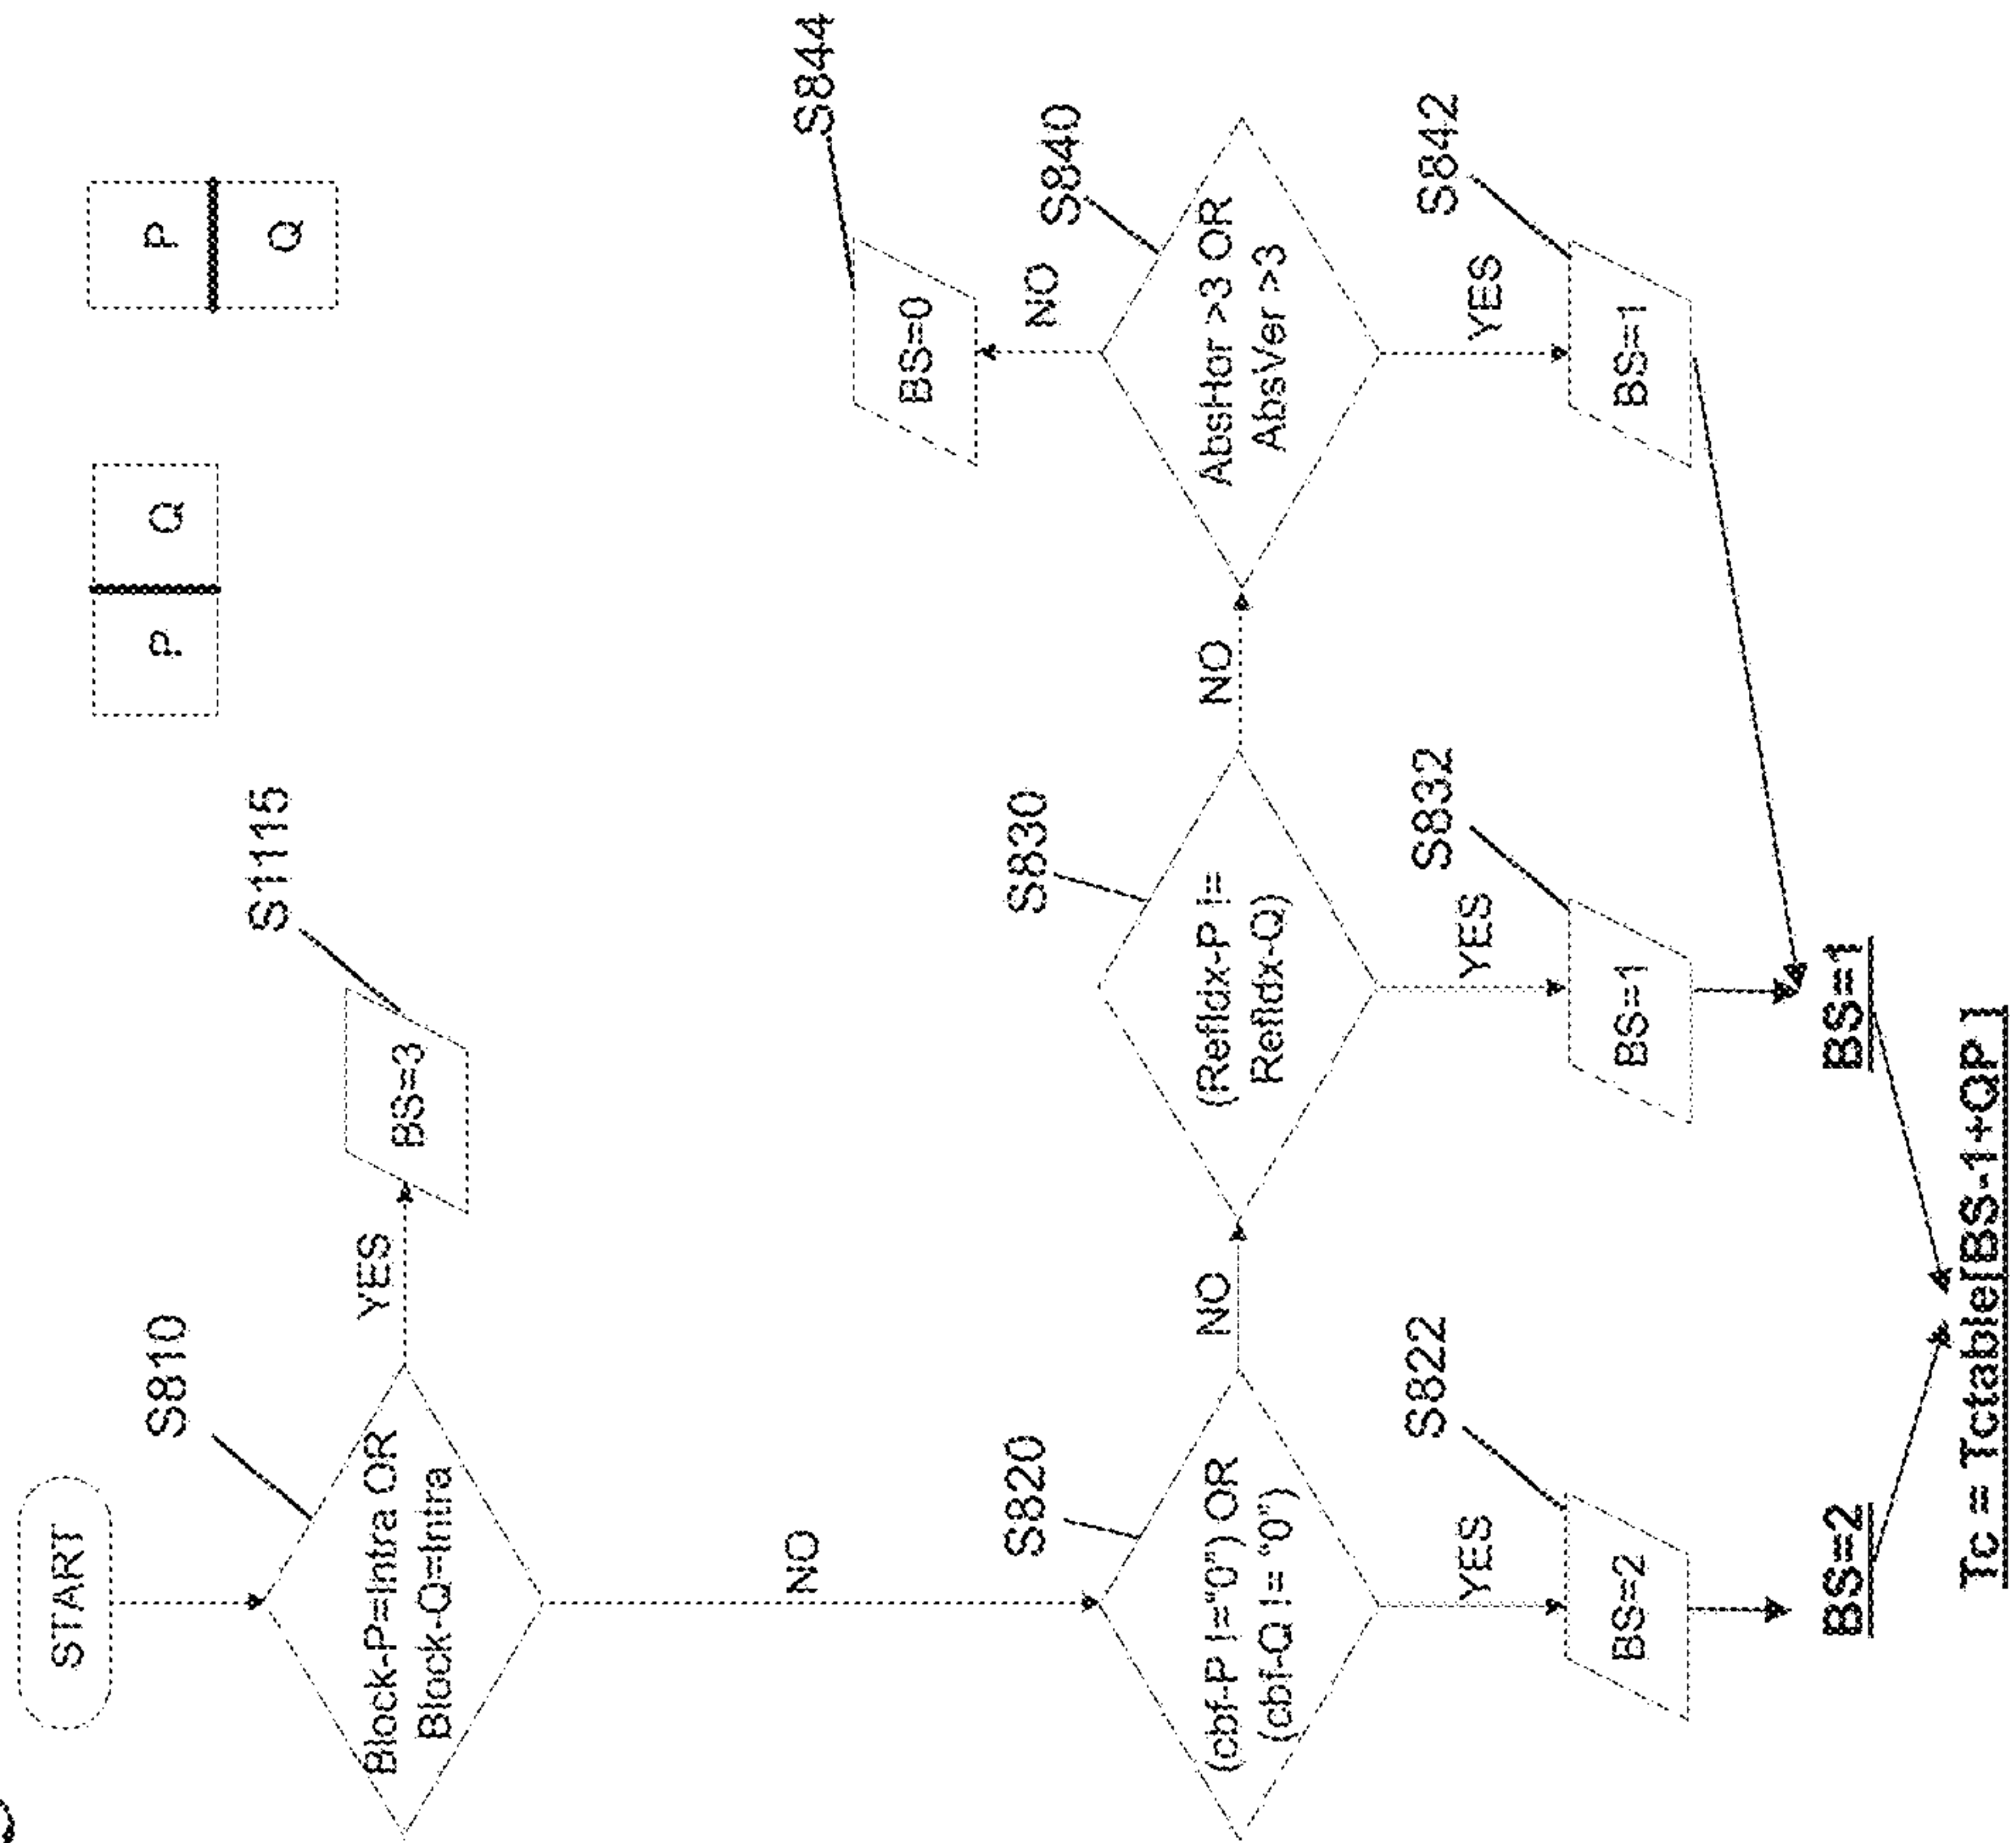 START
S810
Block-P=Intra OR
Block-Q=Intra
YES
S1115
BS=3
P
Q
P
Q
NO
S820
(cbf-P !="0") OR
(cbf-Q != "0")
NO
S830
(RefIdx-P !=
RefIdx-Q)
NO
S840
AbsHor >3 OR
AbsVer >3
NO
S844
BS=0
YES
S822
BS=2
YES
S832
BS=1
YES
S842
BS=1
BS=2
BS=1
Tc = Tctable[BS-1+QP ]